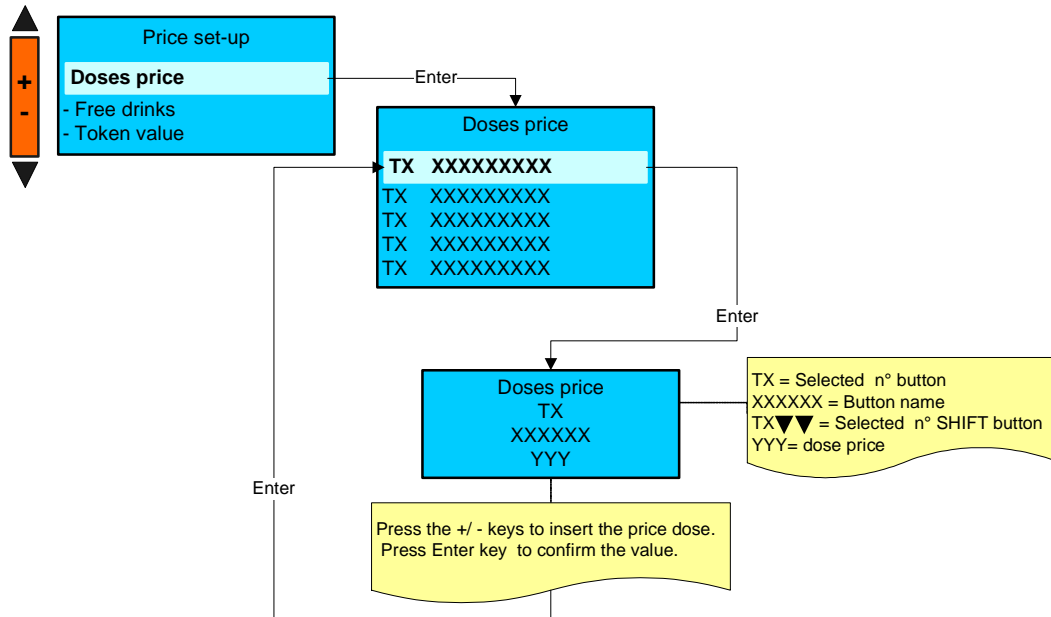 Price set-up
Doses price
- Free drinks
- Token value
+
-
Enter
Doses price
TX XXXXXXXXX
TX XXXXXXXXX
TX XXXXXXXXX
TX XXXXXXXXX
TX XXXXXXXXX
Enter
Doses price
TX
XXXXXX
YYY
TX = Selected n° button
XXXXXX = Button name
TX▼▼ = Selected n° SHIFT button
YYY= dose price
Enter
Press the +/ - keys to insert the price dose.
Press Enter key to confirm the value.